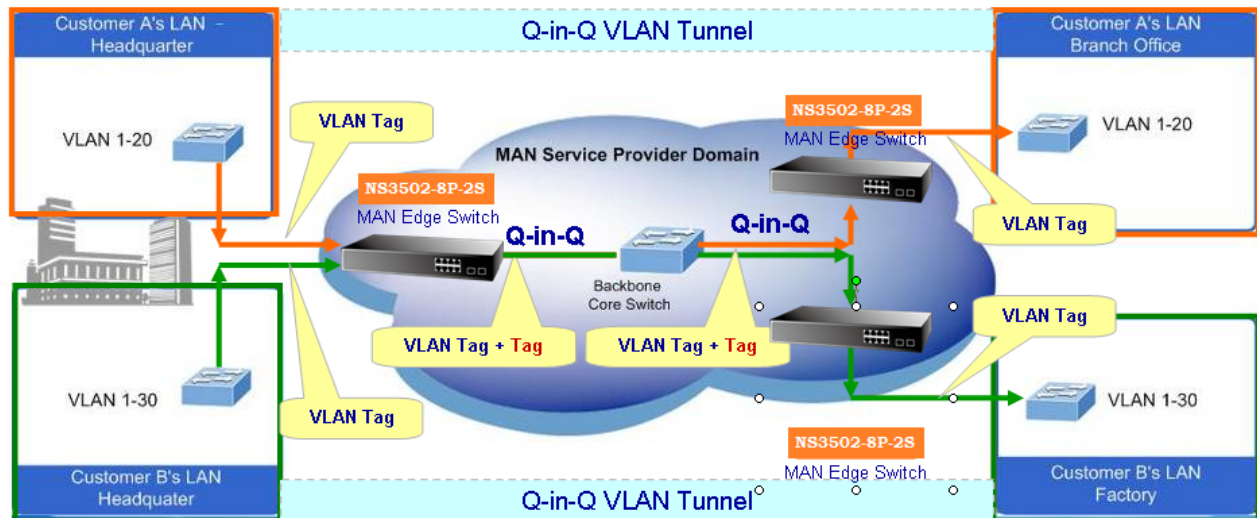 Customer A's LAN –
Headquarter
Q-in-Q VLAN Tunnel
Customer A's LAN
Branch Office
VLAN 1-20
VLAN Tag
NS3502-8P-2S
MAN Edge Switch
VLAN 1-20
MAN Service Provider Domain
NS3502-8P-2S
MAN Edge Switch
VLAN Tag
Q-in-Q
Q-in-Q
Backbone
Core Switch
VLAN Tag
VLAN Tag + Tag
VLAN Tag + Tag
VLAN 1-30
VLAN Tag
VLAN 1-30
NS3502-8P-2S
MAN Edge Switch
Customer B's LAN
Headquater
Q-in-Q VLAN Tunnel
Customer B's LAN
Factory